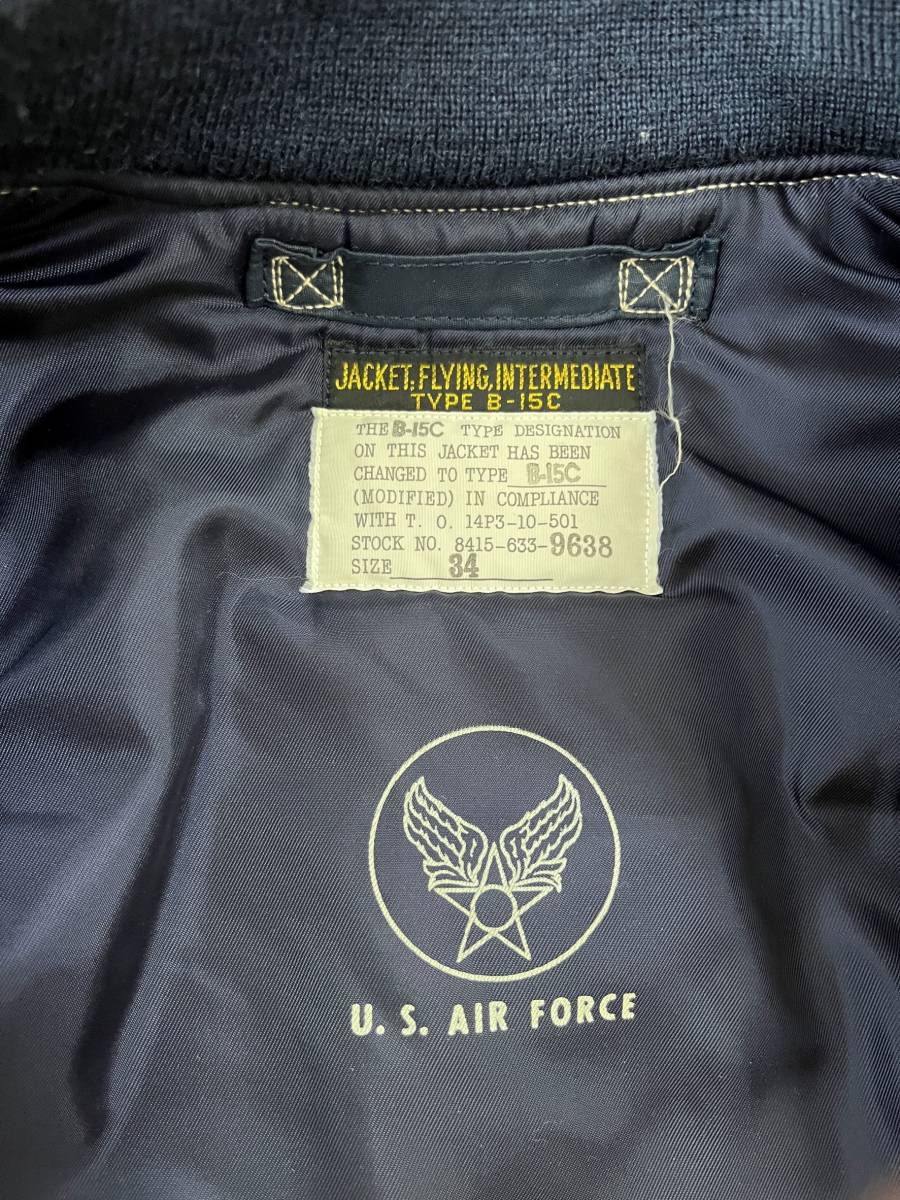 JACKET, FLYING, INTERMEDIATE
TYPE B-15C
THE B-15C TYPE DESIGNATION
ON THIS JACKET HAS BEEN
CHANGED TO TYPE B-15C
(MODIFIED) IN COMPLIANCE
WITH T. O. 14P3-10-501
STOCK NO. 8415-633-9638
SIZE 34
U. S. AIR FORCE